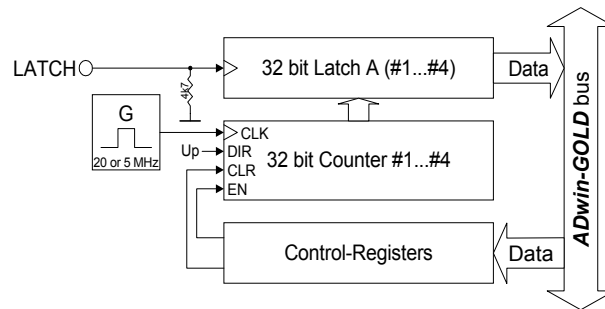 LATCH
32 bit Latch A (#1...#4)
Data
4k7
G
20 or 5 MHz
CLK
Up
DIR
CLR
EN
32 bit Counter #1...#4
Control-Registers
Data
ADwin-GOLD bus